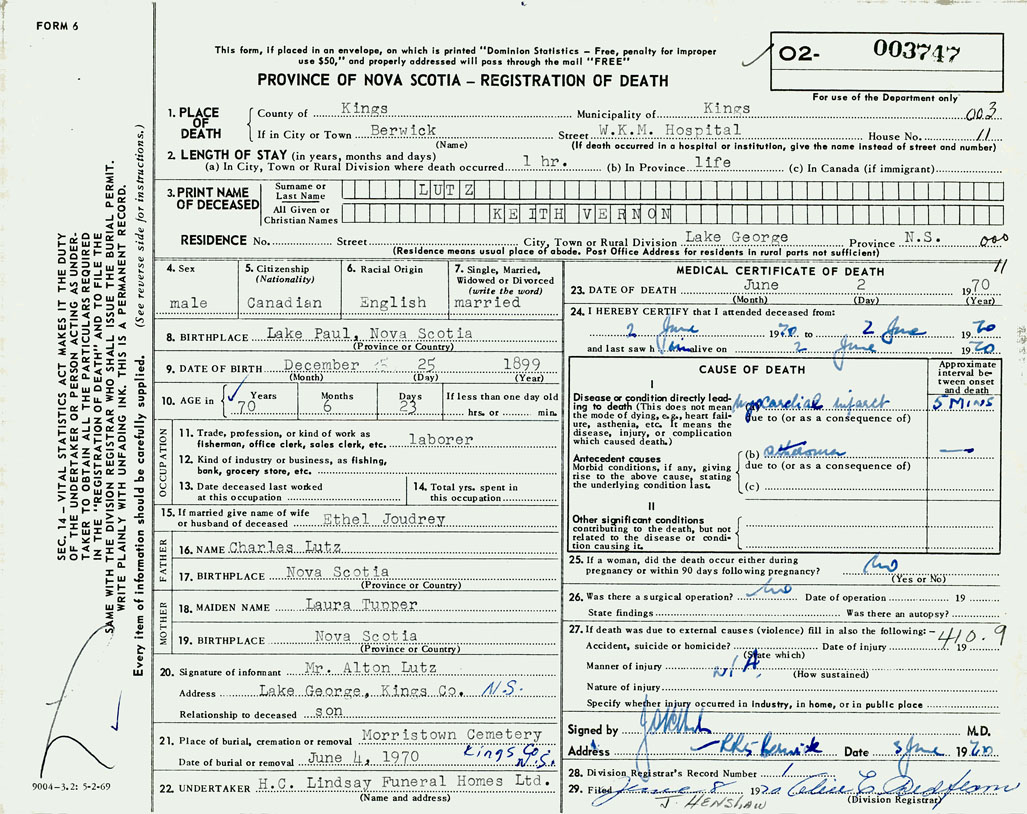 FORM 6
This form, if placed in an envelope, on which is printed "Dominion Statistics – Free, penalty for improper
use $50," and properly addressed will pass through the mail "FREE"
PROVINCE OF NOVA SCOTIA – REGISTRATION OF DEATH
02- 003747
For use of the Department only
003
11
1. PLACE OF DEATH
County of Kings Municipality of Kings
If in City or Town Berwick Street W.K.M. Hospital House No.
(Name) (If death occurred in a hospital or institution, give the name instead of street and number)
2. LENGTH OF STAY (in years, months and days)
(a) In City, Town or Rural Division where death occurred 1 hr. (b) In Province life (c) In Canada (if immigrant)
3. PRINT NAME OF DECEASED
Surname or Last Name LUTZ
All Given or Christian Names KEITH VERNON
RESIDENCE No. Street City, Town or Rural Division Lake George Province N.S. 000
(Residence means usual place of abode. Post Office Address for residents in rural parts not sufficient)
11
4. Sex
male
5. Citizenship
(Nationality)
Canadian
6. Racial Origin
English
7. Single, Married,
Widowed or Divorced
(write the word)
married
8. BIRTHPLACE Lake Paul, Nova Scotia
(Province or Country)
9. DATE OF BIRTH December 25 1899
(Month) (Day) (Year)
10. AGE in Years Months Days If less than one day old
70 6 23 hrs. or min.
OCCUPATION
11. Trade, profession, or kind of work as
fisherman, office clerk, sales clerk, etc. laborer
12. Kind of industry or business, as fishing,
bank, grocery store, etc.
13. Date deceased last worked
at this occupation
14. Total yrs. spent in
this occupation
15. If married give name of wife
or husband of deceased Ethel Joudrey
FATHER
16. NAME Charles Lutz
17. BIRTHPLACE Nova Scotia
(Province or Country)
MOTHER
18. MAIDEN NAME Laura Tupper
19. BIRTHPLACE Nova Scotia
(Province or Country)
20. Signature of informant Mr. Alton Lutz
Address Lake George, Kings Co. N.S.
Relationship to deceased son
21. Place of burial, cremation or removal Morristown Cemetery
Kings Co. N.S.
Date of burial or removal June 4, 1970
22. UNDERTAKER H.C. Lindsay Funeral Homes Ltd.
(Name and address)
MEDICAL CERTIFICATE OF DEATH
23. DATE OF DEATH June 2 1970
(Month) (Day) (Year)
24. I HEREBY CERTIFY that I attended deceased from:
2 June 1970 to 2 June 1970
and last saw h im alive on 2 June 1970
CAUSE OF DEATH
Approximate
interval be-
tween onset
and death
I
Disease or condition directly lead-
ing to death (This does not mean
the mode of dying, e.g., heart fail-
ure, asthenia, etc. It means the
disease, injury, or complication
which caused death.)
myocardial infarct 5 MINS
due to (or as a consequence of)
Antecedent causes
Morbid conditions, if any, giving
rise to the above cause, stating
the underlying condition last.
(b)
due to (or as a consequence of)
(c)
II
Other significant conditions
contributing to the death, but not
related to the disease or condi-
tion causing it.
25. If a woman, did the death occur either during
pregnancy or within 90 days following pregnancy? No
(Yes or No)
26. Was there a surgical operation? No Date of operation 19
State findings Was there an autopsy?
27. If death was due to external causes (violence) fill in also the following:– 410.9
Accident, suicide or homicide? Date of injury 19
(State which)
Manner of injury N/A
(How sustained)
Nature of injury
Specify whether injury occurred in industry, in home, or in public place
Signed by M.D.
Address Berwick Date 3 June 1970
28. Division Registrar's Record Number 1
29. Filed June 8 1970
J. HENSHAW
(Division Registrar)
SEC. 14 – VITAL STATISTICS ACT MAKES IT THE DUTY
OF THE UNDERTAKER OR PERSON ACTING AS UNDER-
TAKER TO OBTAIN ALL THE PARTICULARS REQUIRED
IN THE "REGISTRATION OF DEATH" AND TO FILE THE
SAME WITH THE DIVISION REGISTRAR WHO SHALL ISSUE THE BURIAL PERMIT.
WRITE PLAINLY WITH UNFADING INK. THIS IS A PERMANENT RECORD.
Every item of information should be carefully supplied. (See reverse side for instructions.)
9004-3.2: 5-2-69